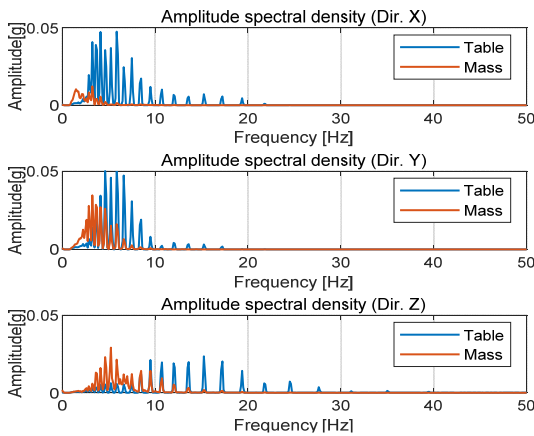 Amplitude spectral density (Dir. X)
0.05
Amplitude[g]
Table
Mass
0
0 10 20 30 40 50
Frequency [Hz]
Amplitude spectral density (Dir. Y)
0.05
Amplitude[g]
Table
Mass
0
0 10 20 30 40 50
Frequency [Hz]
Amplitude spectral density (Dir. Z)
0.05
Amplitude[g]
Table
Mass
0
0 10 20 30 40 50
Frequency [Hz]